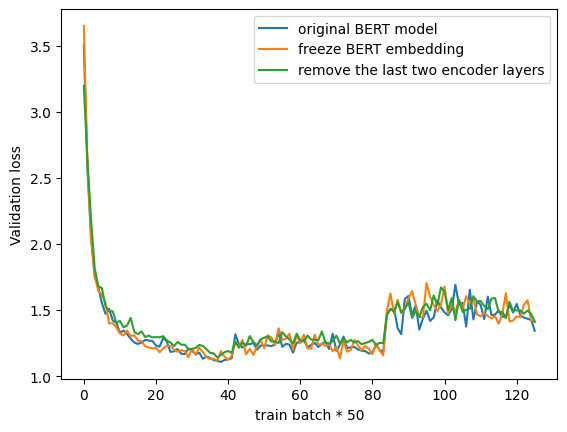 original BERT model
freeze BERT embedding
remove the last two encoder layers
Validation loss
3.5
3.0
2.5
2.0
1.5
1.0
0
20
40
60
80
100
120
train batch * 50